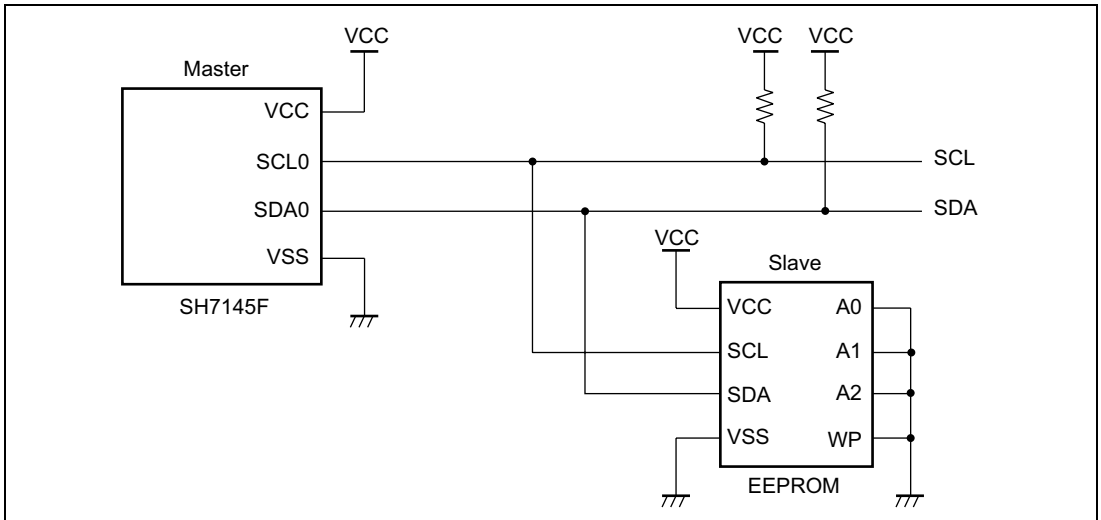 VCC
VCC
VCC
Master
VCC
SCL0
SCL
SDA0
SDA
VSS
SH7145F
VCC
Slave
VCC
A0
SCL
A1
SDA
A2
VSS
WP
EEPROM